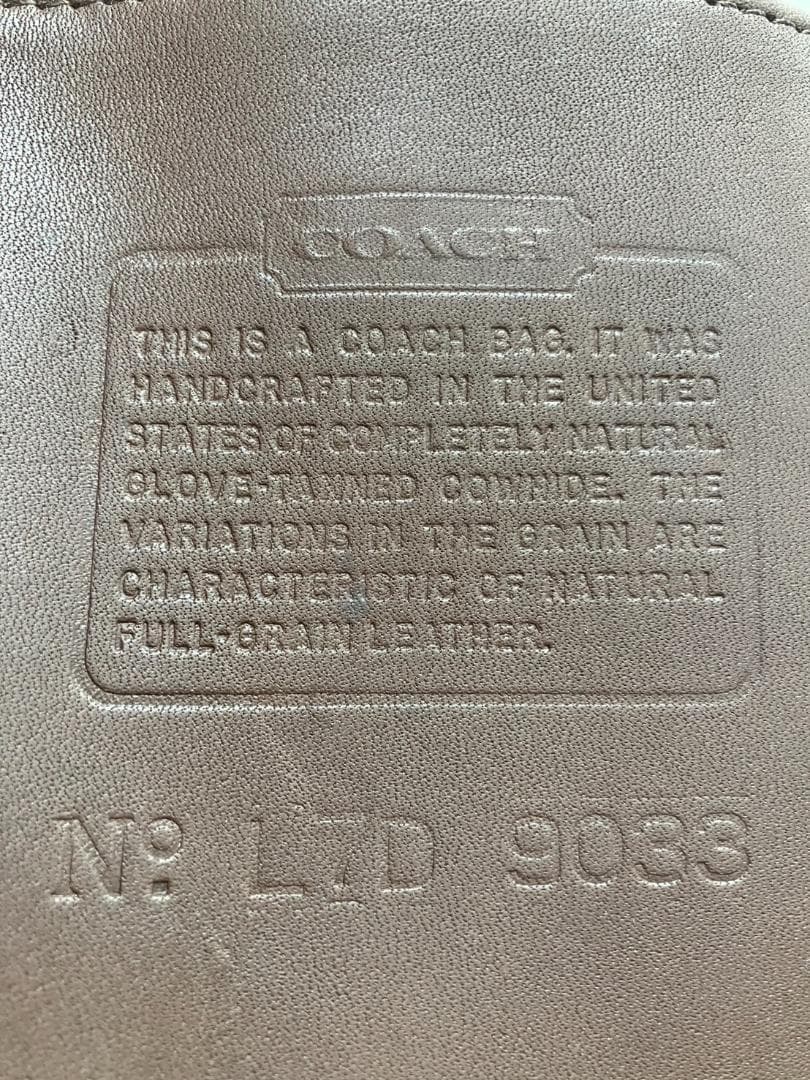 COACH
THIS IS A COACH BAG. IT WAS
HANDCRAFTED IN THE UNITED
STATES OF COMPLETELY NATURAL
GLOVE-TANNED COWHIDE. THE
VARIATIONS IN THE GRAIN ARE
CHARACTERISTIC OF NATURAL
FULL-GRAIN LEATHER.
Nº L7D 9033